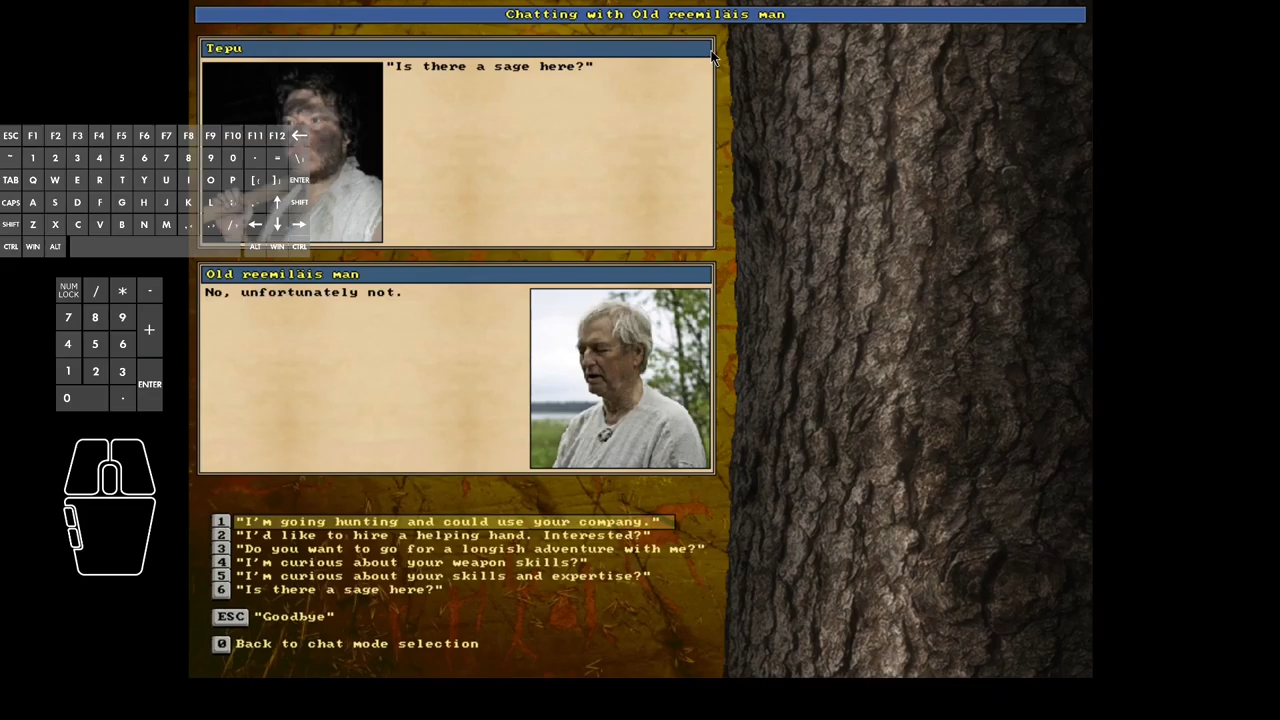 Chatting with Old reemiläis man
Tepu
"Is there a sage here?"
ESC F1 F2 F3 F4 F5 F6 F7 F8 F9 F10 F11 F12 ←
~ 1 2 3 4 5 6 7 8 9 0 - = \
TAB Q W E R T Y U I O P [{ ]} ENTER
CAPS A S D F G H J K L ↑ SHIFT
SHIFT Z X C V B N M / ← ↓ →
CTRL WIN ALT ALT WIN CTRL
Old reemiläis man
No, unfortunately not.
NUM LOCK / * -
7 8 9 +
4 5 6
1 2 3 ENTER
0 .
1 "I'm going hunting and could use your company."
2 "I'd like to hire a helping hand. Interested?"
3 "Do you want to go for a longish adventure with me?"
4 "I'm curious about your weapon skills?"
5 "I'm curious about your skills and expertise?"
6 "Is there a sage here?"
ESC "Goodbye"
0 Back to chat mode selection